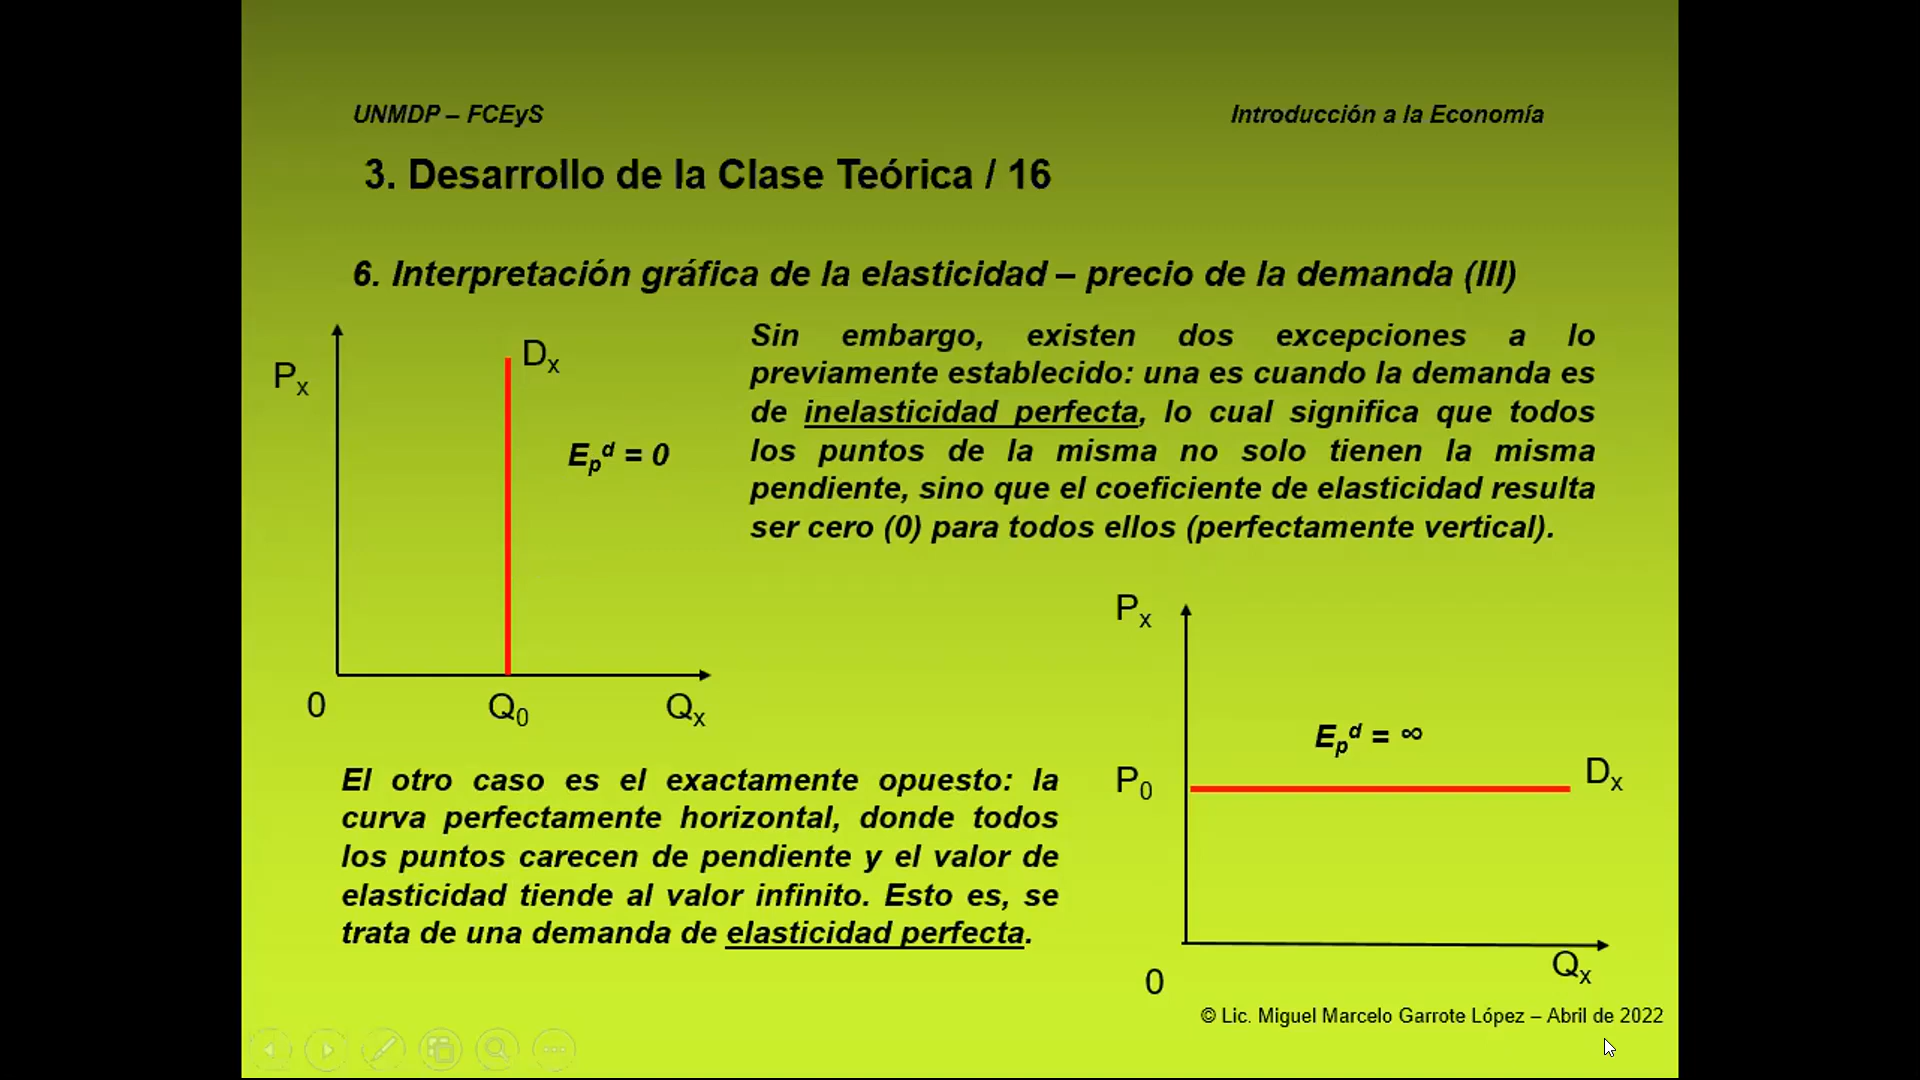 UNMDP – FCEyS
Introducción a la Economía
3. Desarrollo de la Clase Teórica / 16
6. Interpretación gráfica de la elasticidad – precio de la demanda (III)
Px
Dx
Epd = 0
0
Q0
Qx
Sin embargo, existen dos excepciones a lo
previamente establecido: una es cuando la demanda es
de inelasticidad perfecta, lo cual significa que todos
los puntos de la misma no solo tienen la misma
pendiente, sino que el coeficiente de elasticidad resulta
ser cero (0) para todos ellos (perfectamente vertical).
El otro caso es el exactamente opuesto: la
curva perfectamente horizontal, donde todos
los puntos carecen de pendiente y el valor de
elasticidad tiende al valor infinito. Esto es, se
trata de una demanda de elasticidad perfecta.
Px
Epd = ∞
P0
Dx
0
Qx
© Lic. Miguel Marcelo Garrote López – Abril de 2022